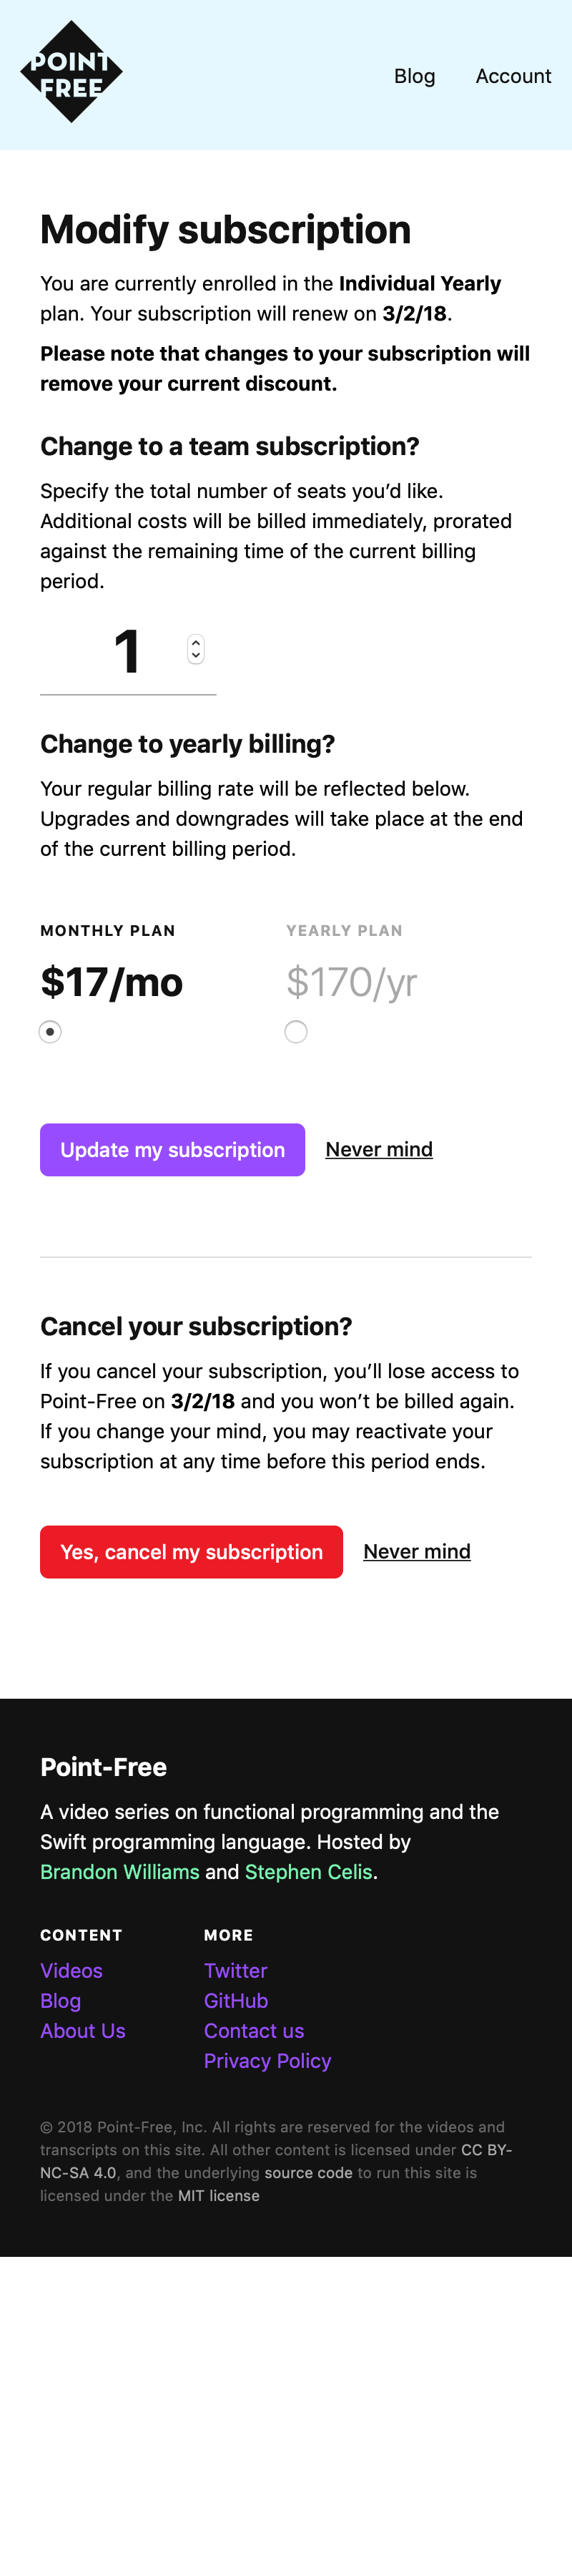 POINT
FREE
Blog
Account
Modify subscription
You are currently enrolled in the Individual Yearly
plan. Your subscription will renew on 3/2/18.
Please note that changes to your subscription will
remove your current discount.
Change to a team subscription?
Specify the total number of seats you’d like.
Additional costs will be billed immediately, prorated
against the remaining time of the current billing
period.
1
Change to yearly billing?
Your regular billing rate will be reflected below.
Upgrades and downgrades will take place at the end
of the current billing period.
MONTHLY PLAN
$17/mo
YEARLY PLAN
$170/yr
Update my subscription
Never mind
Cancel your subscription?
If you cancel your subscription, you’ll lose access to
Point-Free on 3/2/18 and you won’t be billed again.
If you change your mind, you may reactivate your
subscription at any time before this period ends.
Yes, cancel my subscription
Never mind
Point-Free
A video series on functional programming and the
Swift programming language. Hosted by
Brandon Williams and Stephen Celis.
CONTENT
Videos
Blog
About Us
MORE
Twitter
GitHub
Contact us
Privacy Policy
© 2018 Point-Free, Inc. All rights are reserved for the videos and
transcripts on this site. All other content is licensed under CC BY-
NC-SA 4.0, and the underlying source code to run this site is
licensed under the MIT license